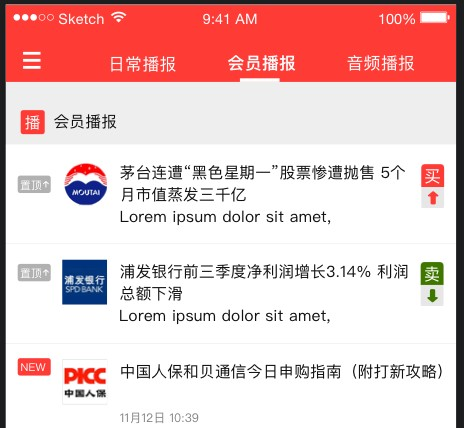 Sketch 9:41 AM 100%
日常播报 会员播报 音频播报
播 会员播报
置顶↑ MOUTAI 茅台连遭“黑色星期一”股票惨遭抛售 5个 买
月市值蒸发三千亿
Lorem ipsum dolor sit amet,
置顶↑ 浦发银行 SPD BANK 浦发银行前三季度净利润增长3.14% 利润 卖
总额下滑
Lorem ipsum dolor sit amet,
NEW PICC 中国人保和贝通信今日申购指南（附打新攻略）
中国人保
11月12日 10:39